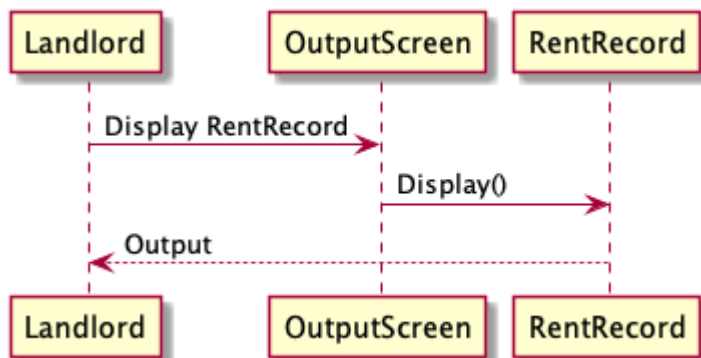 Landlord
OutputScreen
RentRecord
Display RentRecord
Display()
Output
Landlord
OutputScreen
RentRecord